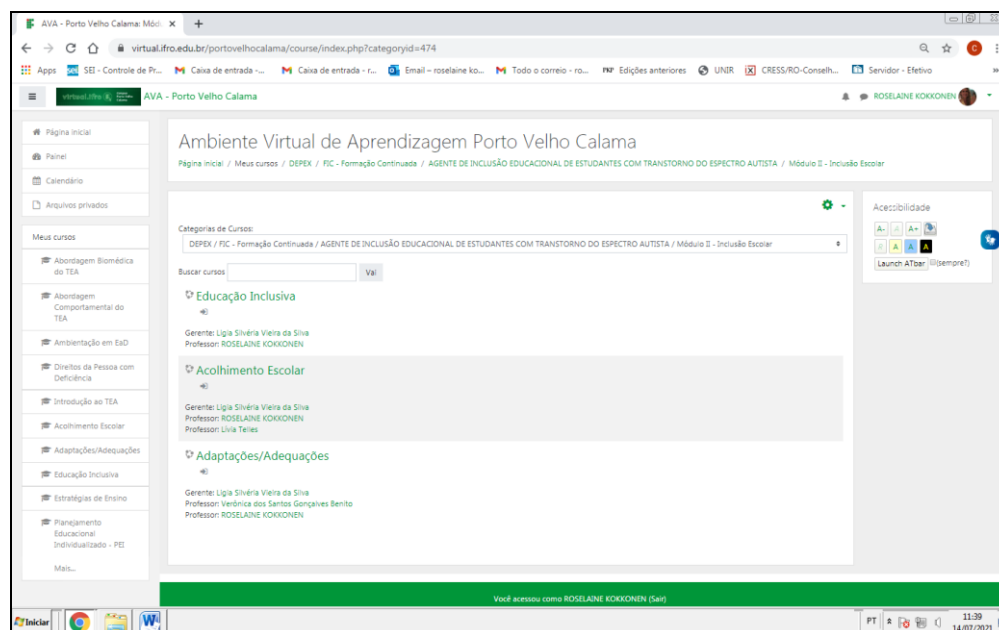 AVA - Porto Velho Calama: Mód
virtual.ifro.edu.br/portovelhocalama/course/index.php?categoryid=474
C
Apps
SEI - Controle de Pr...
Caixa de entrada -...
Caixa de entrada - r...
Email – roselaine ko...
Todo o correio - ro...
PKP Edições anteriores
UNIR
CRESS/RO-Conselh...
Servidor - Efetivo
»
virtual.ifro
AVA - Porto Velho Calama
ROSELAINE KOKKONEN
Página inicial
Painel
Calendário
Arquivos privados
Meus cursos
Abordagem Biomédica
do TEA
Abordagem
Comportamental do
TEA
Ambientação em EaD
Direitos da Pessoa com
Deficiência
Introdução ao TEA
Acolhimento Escolar
Adaptações/Adequações
Educação Inclusiva
Estratégias de Ensino
Planejamento
Educacional
Individualizado - PEI
Mais...
Ambiente Virtual de Aprendizagem Porto Velho Calama
Página inicial / Meus cursos / DEPEX / FIC - Formação Continuada / AGENTE DE INCLUSÃO EDUCACIONAL DE ESTUDANTES COM TRANSTORNO DO ESPECTRO AUTISTA / Módulo II - Inclusão Escolar
Categorias de Cursos:
DEPEX / FIC - Formação Continuada / AGENTE DE INCLUSÃO EDUCACIONAL DE ESTUDANTES COM TRANSTORNO DO ESPECTRO AUTISTA / Módulo II - Inclusão Escolar
Buscar cursos
Vai
Educação Inclusiva
Gerente: Ligia Silvéria Vieira da Silva
Professor: ROSELAINE KOKKONEN
Acolhimento Escolar
Gerente: Ligia Silvéria Vieira da Silva
Professor: ROSELAINE KOKKONEN
Professor: Lívia Telles
Adaptações/Adequações
Gerente: Ligia Silvéria Vieira da Silva
Professor: Verônica dos Santos Gonçalves Benito
Professor: ROSELAINE KOKKONEN
Acessibilidade
A- A A+
R A A A
Launch ATbar (sempre?)
Você acessou como ROSELAINE KOKKONEN (Sair)
Iniciar
PT
11:39
14/07/2021